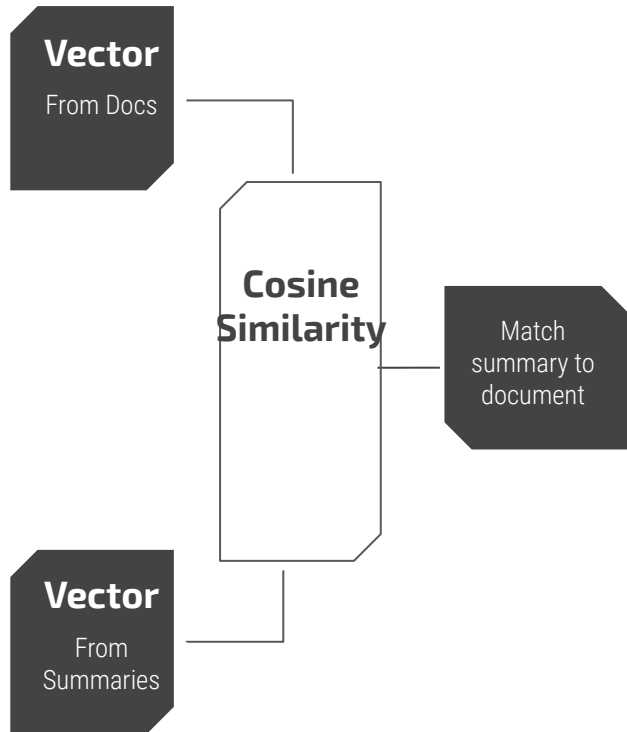 Vector
From Docs
Cosine
Similarity
Match
summary to
document
Vector
From
Summaries